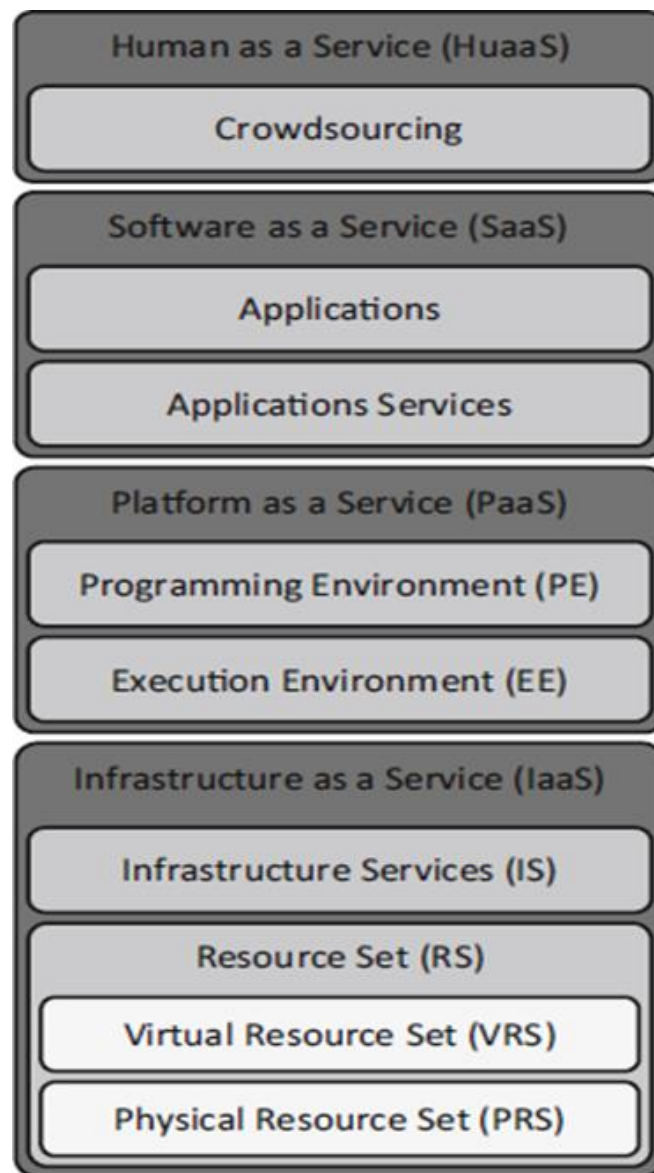 Human as a Service (HuaaS)
Crowdsourcing
Software as a Service (SaaS)
Applications
Applications Services
Platform as a Service (PaaS)
Programming Environment (PE)
Execution Environment (EE)
Infrastructure as a Service (IaaS)
Infrastructure Services (IS)
Resource Set (RS)
Virtual Resource Set (VRS)
Physical Resource Set (PRS)